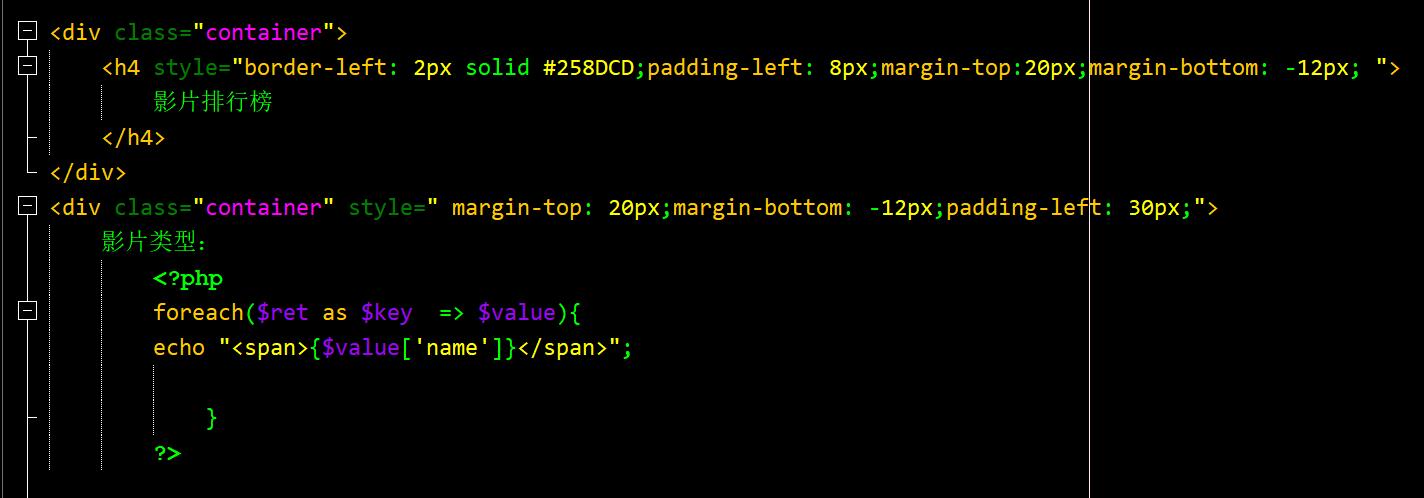 <div class="container">
<h4 style="border-left: 2px solid #258DCD;padding-left: 8px;margin-top:20px;margin-bottom: -12px; ">
影片排行榜
</h4>
</div>
<div class="container" style=" margin-top: 20px;margin-bottom: -12px;padding-left: 30px;">
影片类型:
<?php
foreach($ret as $key  => $value){
echo "<span>{$value['name']}</span>";
}
?>